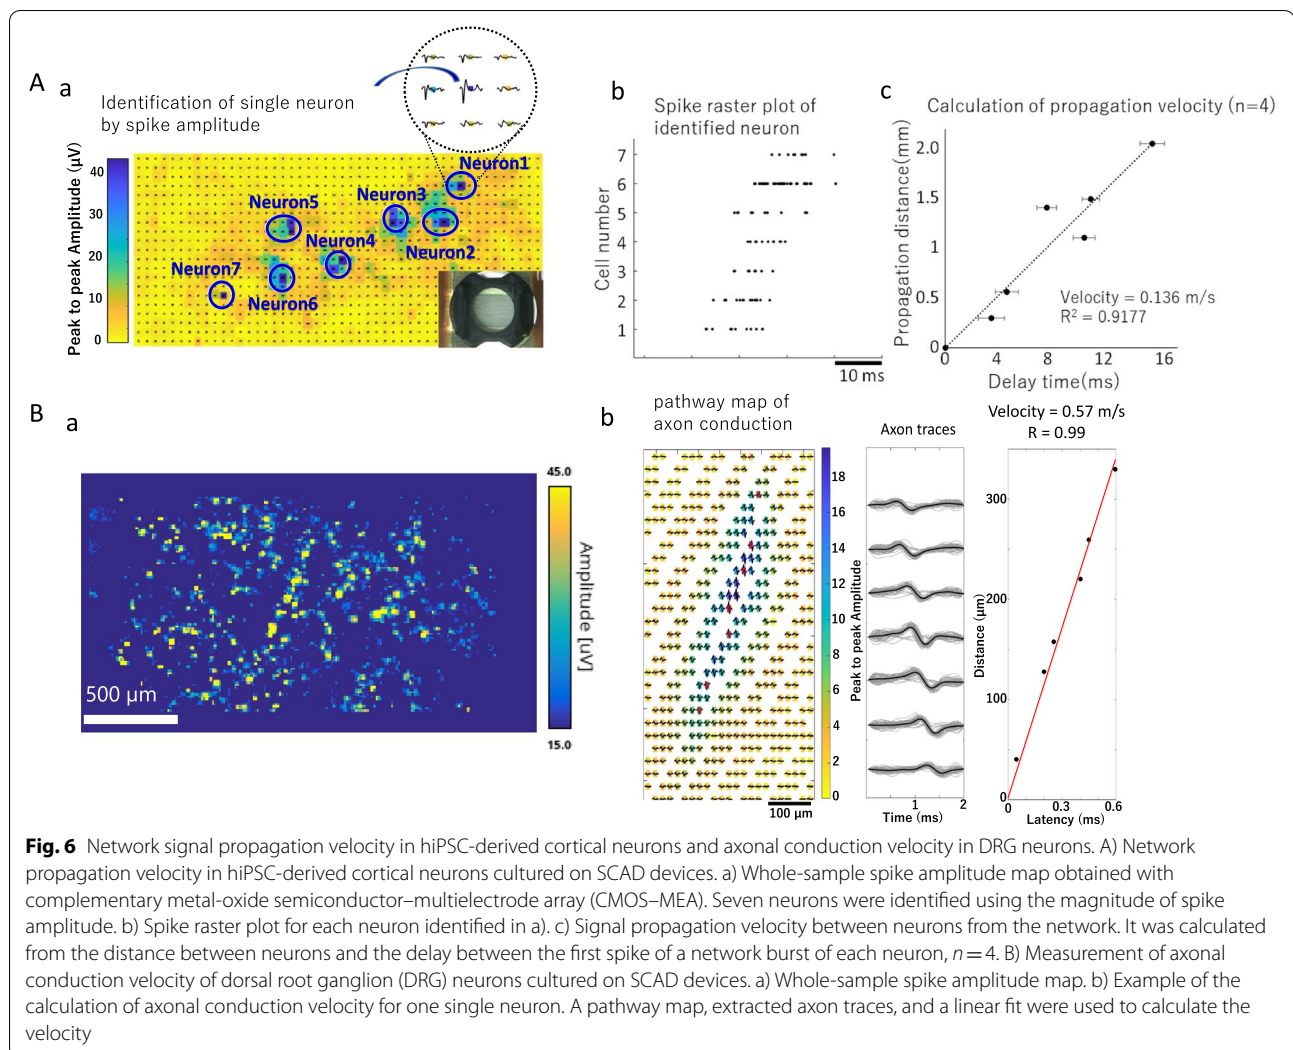 A
a
Identification of single neuron
by spike amplitude
Peak to peak Amplitude (μV)
40
30
20
10
0
Neuron1
Neuron3
Neuron5
Neuron4
Neuron2
Neuron7
Neuron6
b
Spike raster plot of
identified neuron
Cell number
7
6
5
4
3
2
1
10 ms
c
Calculation of propagation velocity (n=4)
Propagation distance(mm)
2.0
1.5
1
0.5
0
Velocity = 0.136 m/s
R² = 0.9177
0 4 8 12 16
Delay time(ms)
B
a
500 μm
45.0
Amplitude [uV]
15.0
b
pathway map of
axon conduction
100 μm
18
16
14
12
10
8
6
4
2
0
Peak to peak Amplitude
Axon traces
1 2
Time (ms)
Velocity = 0.57 m/s
R = 0.99
Distance (μm)
300
200
100
0
0 0.3 0.6
Latency (ms)
Fig. 6 Network signal propagation velocity in hiPSC-derived cortical neurons and axonal conduction velocity in DRG neurons. A) Network
propagation velocity in hiPSC-derived cortical neurons cultured on SCAD devices. a) Whole-sample spike amplitude map obtained with
complementary metal-oxide semiconductor–multielectrode array (CMOS–MEA). Seven neurons were identified using the magnitude of spike
amplitude. b) Spike raster plot for each neuron identified in a). c) Signal propagation velocity between neurons from the network. It was calculated
from the distance between neurons and the delay between the first spike of a network burst of each neuron, n = 4. B) Measurement of axonal
conduction velocity of dorsal root ganglion (DRG) neurons cultured on SCAD devices. a) Whole-sample spike amplitude map. b) Example of the
calculation of axonal conduction velocity for one single neuron. A pathway map, extracted axon traces, and a linear fit were used to calculate the
velocity